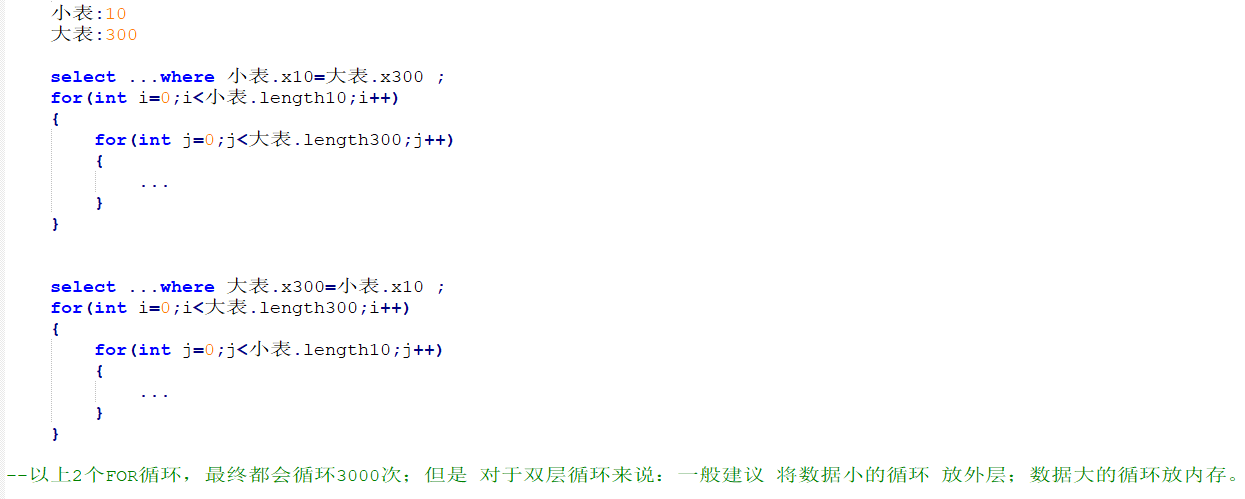 小表:10
大表:300
select ...where 小表.x10=大表.x300 ;
for(int i=0;i<小表.length10;i++)
{
for(int j=0;j<大表.length300;j++)
{
...
}
}
select ...where 大表.x300=小表.x10 ;
for(int i=0;i<大表.length300;i++)
{
for(int j=0;j<小表.length10;j++)
{
...
}
}
--以上2个FOR循环，最终都会循环3000次；但是 对于双层循环来说：一般建议 将数据小的循环 放外层；数据大的循环放内存。